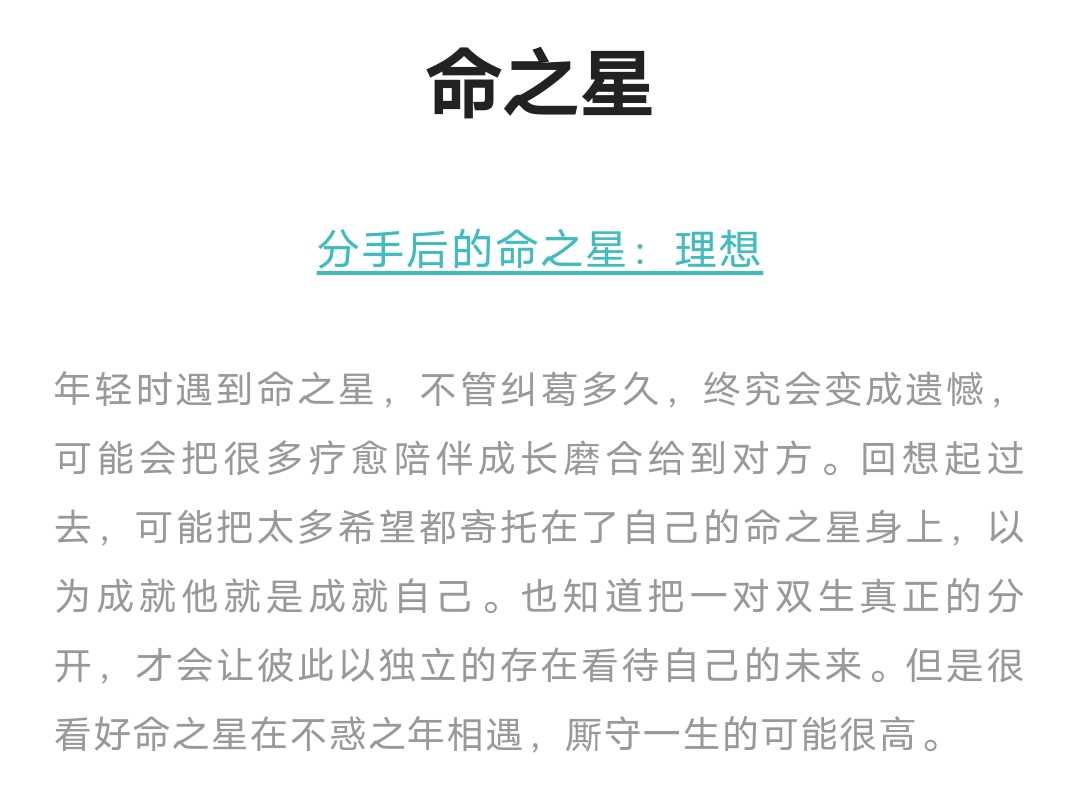 命之星
分手后的命之星：理想
年轻时遇到命之星，不管纠葛多久，终究会变成遗憾，
可能会把很多疗愈陪伴成长磨合给到对方。回想起过
去，可能把太多希望都寄托在了自己的命之星身上，以
为成就他就是成就自己。也知道把一对双生真正的分
开，才会让彼此以独立的存在看待自己的未来。但是很
看好命之星在不惑之年相遇，厮守一生的可能很高。